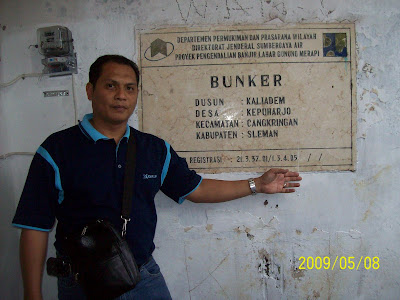 DEPARTEMEN PERMUKIMAN DAN PRASARANA WILAYAH
DIREKTORAT JENDERAL SUMBERDAYA AIR
PROYEK PENGENDALIAN BANJIR LAHAR GUNUNG MERAPI
BUNKER
DUSUN : KALIADEM
DESA : KEPUHARJO
KECAMATAN : CANGKRINGAN
KABUPATEN : SLEMAN
REGISTRASI
2009/05/08